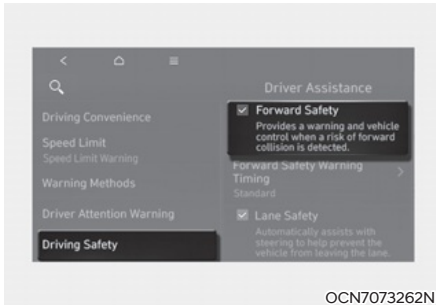 Driver Assistance
Driving Convenience
Speed Limit
Speed Limit Warning
Warning Methods
Driver Attention Warning
Driving Safety
Forward Safety
Provides a warning and vehicle
control when a risk of forward
collision is detected.
Forward Safety Warning
Timing
Standard
Lane Safety
Automatically assists with
steering to help prevent the
vehicle from leaving the lane.
OCN7073262N